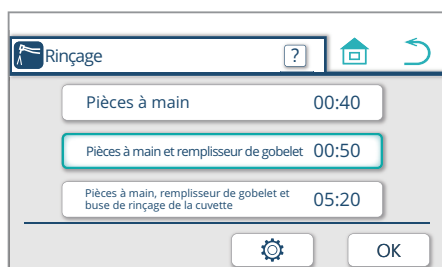 Rinçage ?
Pièces à main 00:40
Pièces à main et remplisseur de gobelet 00:50
Pièces à main, remplisseur de gobelet et
buse de rinçage de la cuvette 05:20
OK